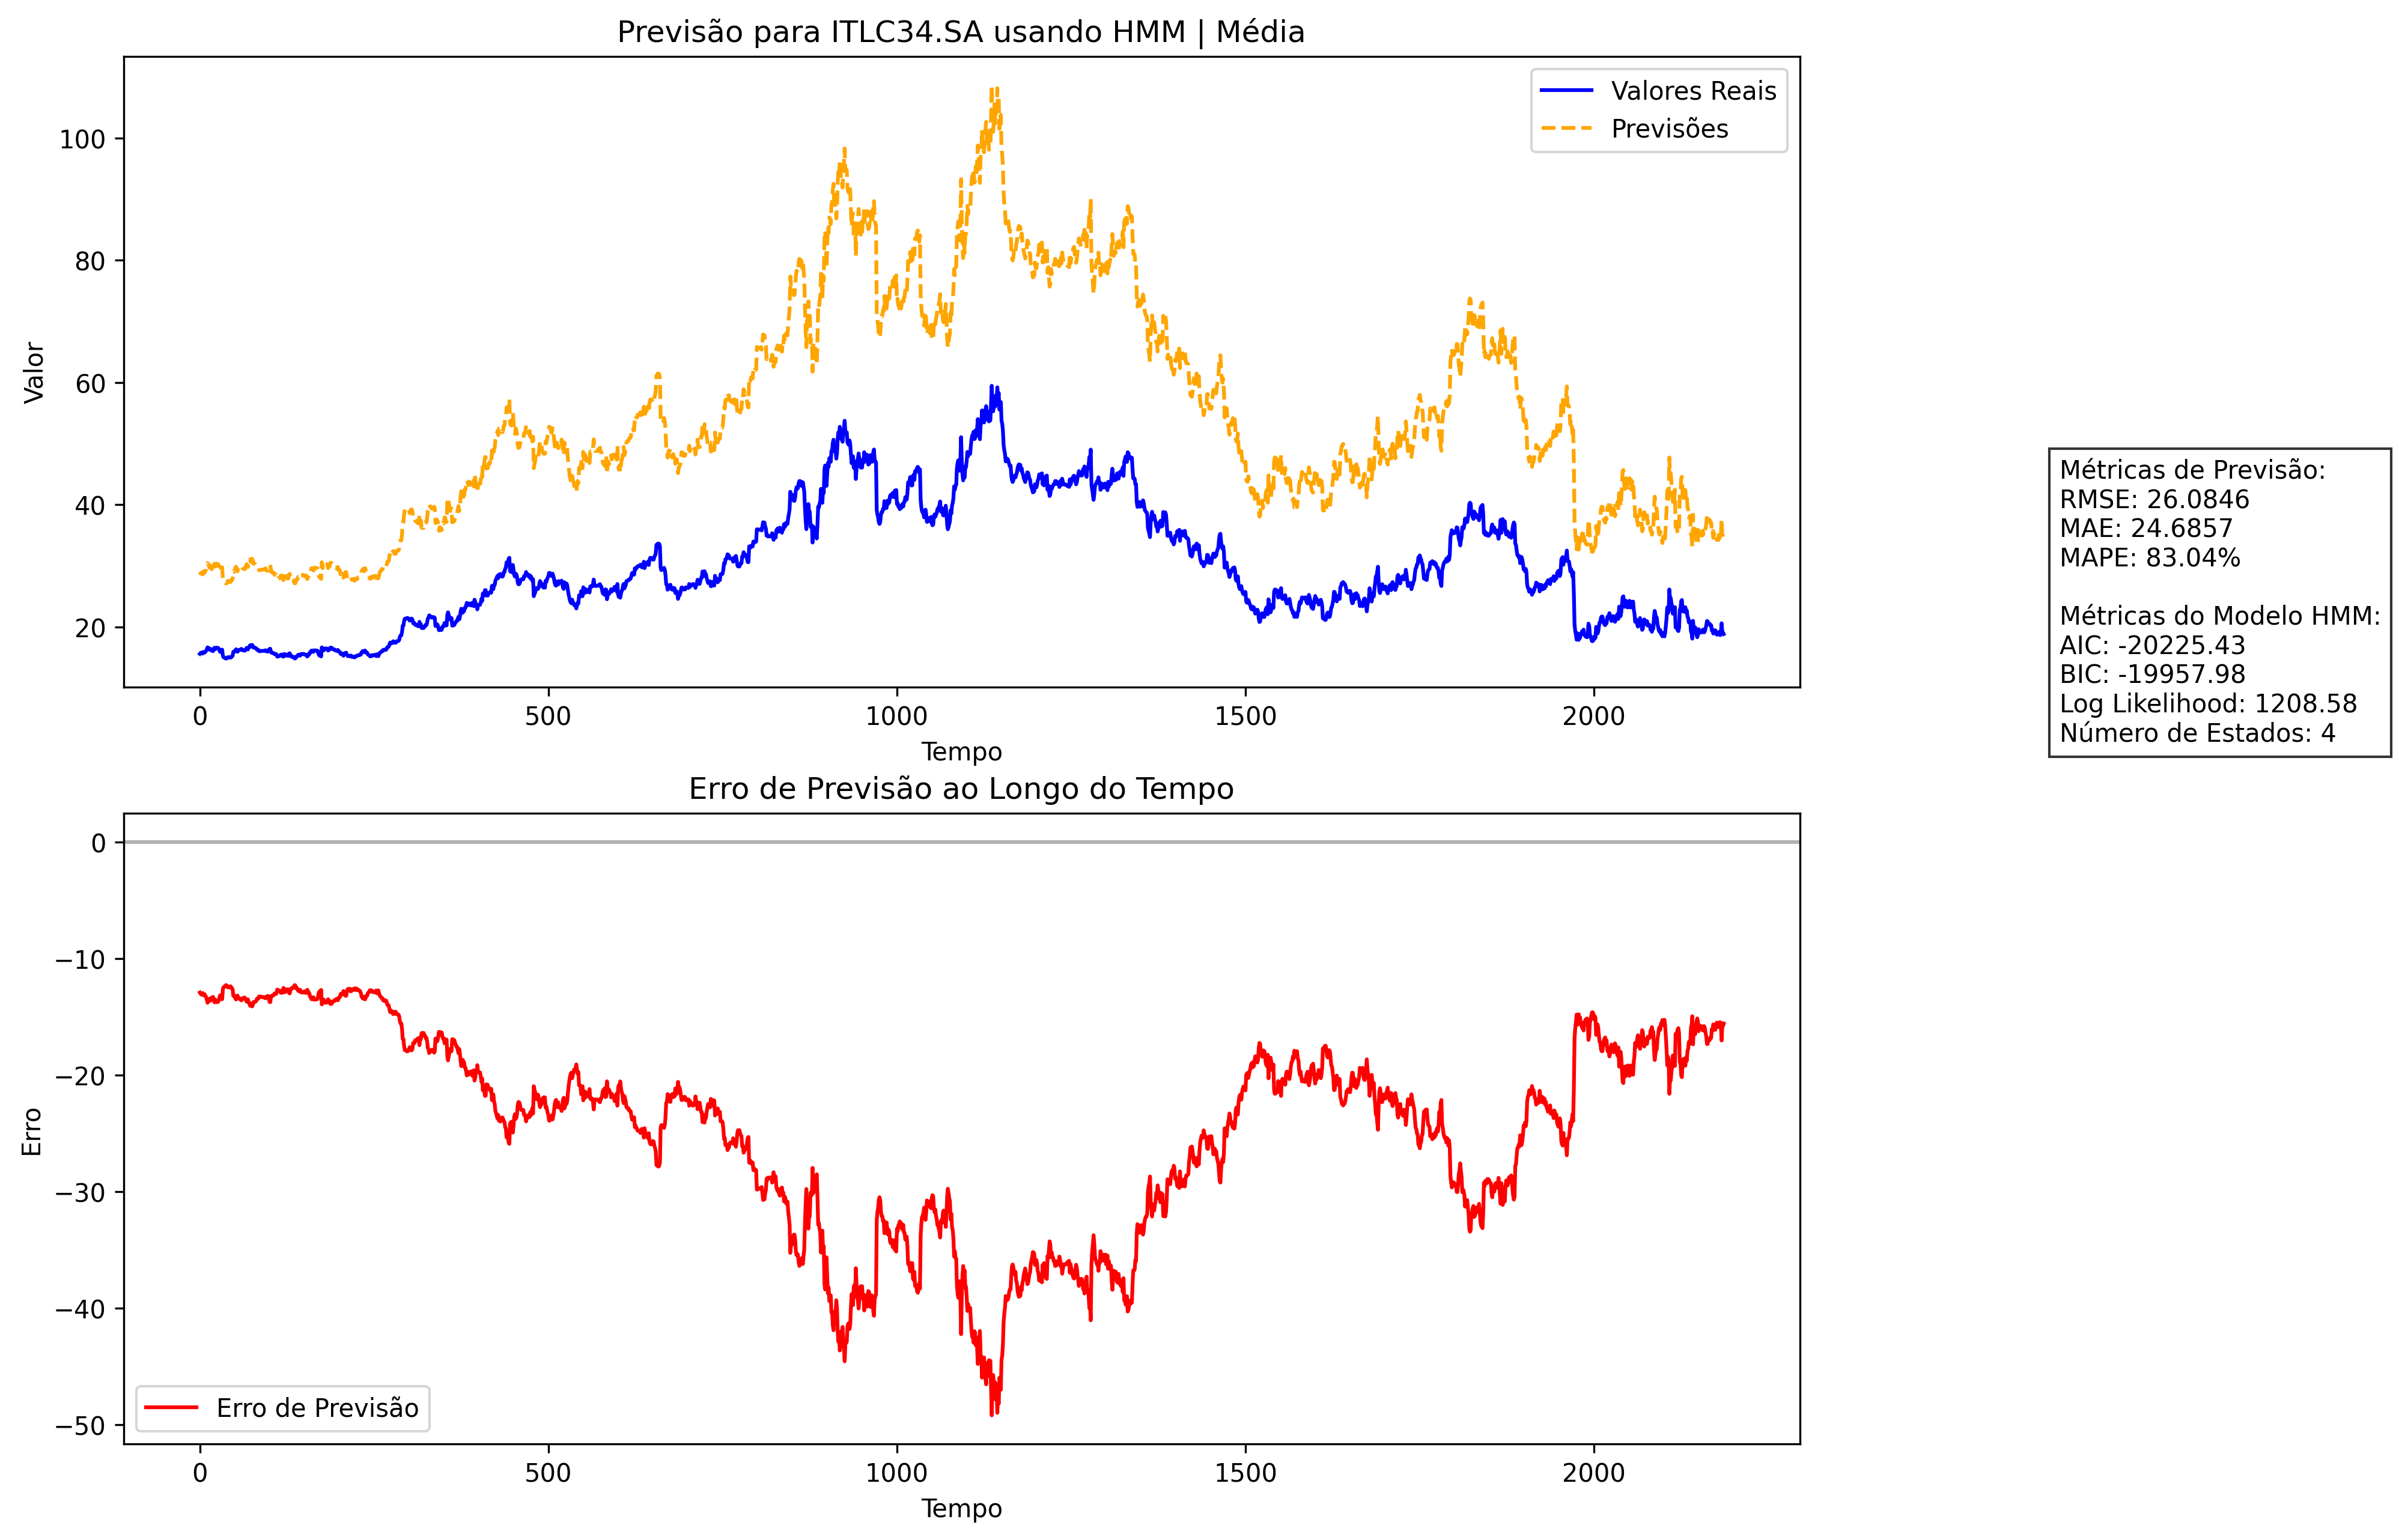 Previsão para ITLC34.SA usando HMM | Média
Valores Reais
Previsões
Valor
100
80
60
40
20
0
500
1000
1500
2000
Tempo
Métricas de Previsão:
RMSE: 26.0846
MAE: 24.6857
MAPE: 83.04%
Métricas do Modelo HMM:
AIC: -20225.43
BIC: -19957.98
Log Likelihood: 1208.58
Número de Estados: 4
Erro de Previsão ao Longo do Tempo
Erro
0
−10
−20
−30
−40
−50
Erro de Previsão
0
500
1000
1500
2000
Tempo